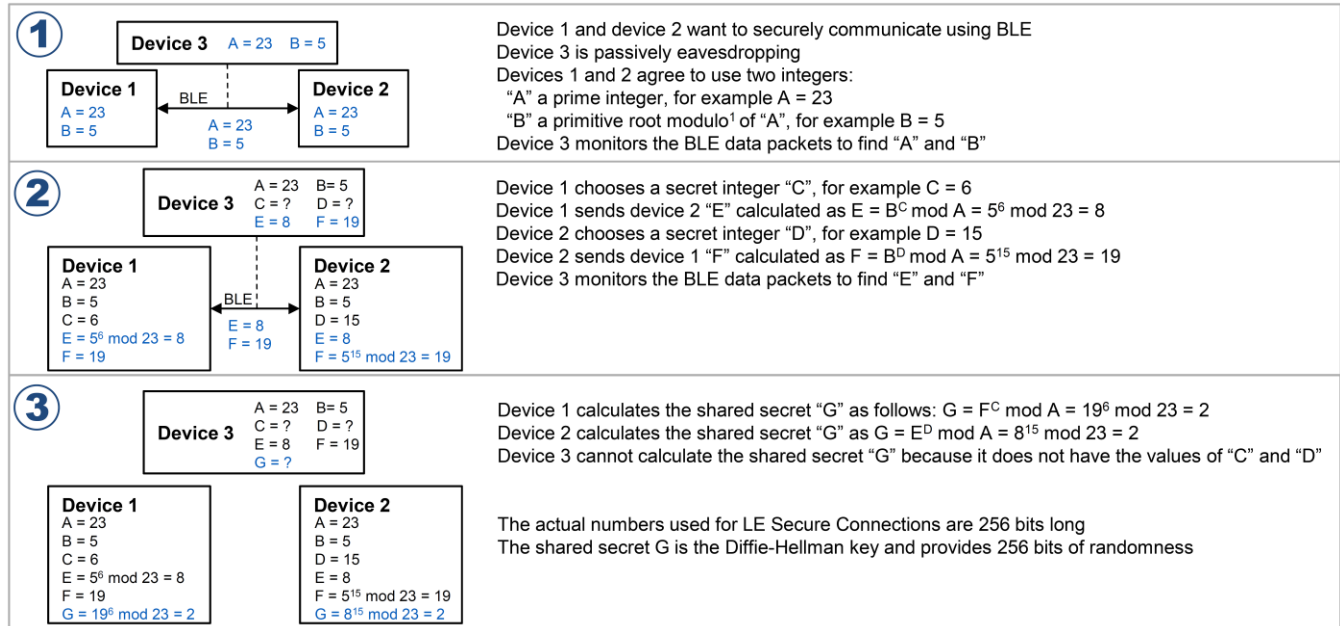 1
Device 3 A = 23 B = 5
Device 1
A = 23
B = 5
BLE
A = 23
B = 5
Device 2
A = 23
B = 5
Device 1 and device 2 want to securely communicate using BLE
Device 3 is passively eavesdropping
Devices 1 and 2 agree to use two integers:
“A” a prime integer, for example A = 23
“B” a primitive root modulo¹ of “A”, for example B = 5
Device 3 monitors the BLE data packets to find “A” and “B”
2
Device 3
A = 23 B= 5
C = ? D = ?
E = 8 F = 19
Device 1
A = 23
B = 5
C = 6
E = 5⁶ mod 23 = 8
F = 19
BLE
E = 8
F = 19
Device 2
A = 23
B = 5
D = 15
E = 8
F = 5¹⁵ mod 23 = 19
Device 1 chooses a secret integer “C”, for example C = 6
Device 1 sends device 2 “E” calculated as E = Bᶜ mod A = 5⁶ mod 23 = 8
Device 2 chooses a secret integer “D”, for example D = 15
Device 2 sends device 1 “F” calculated as F = Bᴰ mod A = 5¹⁵ mod 23 = 19
Device 3 monitors the BLE data packets to find “E” and “F”
3
Device 3
A = 23 B= 5
C = ? D = ?
E = 8 F = 19
G = ?
Device 1
A = 23
B = 5
C = 6
E = 5⁶ mod 23 = 8
F = 19
G = 19⁶ mod 23 = 2
Device 2
A = 23
B = 5
D = 15
E = 8
F = 5¹⁵ mod 23 = 19
G = 8¹⁵ mod 23 = 2
Device 1 calculates the shared secret “G” as follows: G = Fᶜ mod A = 19⁶ mod 23 = 2
Device 2 calculates the shared secret “G” as G = Eᴰ mod A = 8¹⁵ mod 23 = 2
Device 3 cannot calculate the shared secret “G” because it does not have the values of “C” and “D”
The actual numbers used for LE Secure Connections are 256 bits long
The shared secret G is the Diffie-Hellman key and provides 256 bits of randomness